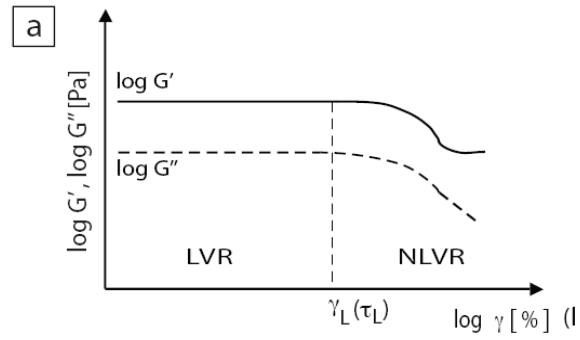 a
log G', log G'' [Pa]
log G'
log G''
LVR
NLVR
γL (τL)
log γ [ % ] (l